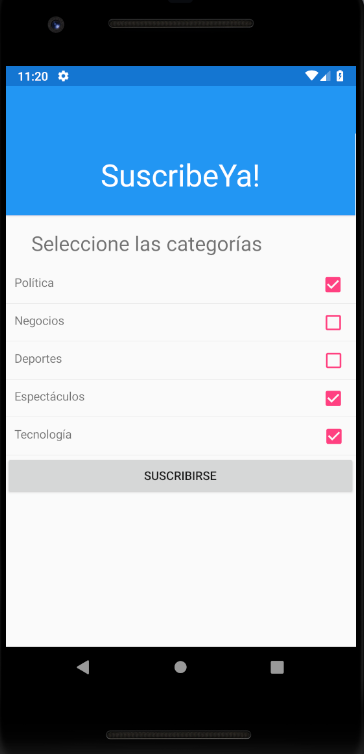 11:20
SuscribeYa!
Seleccione las categorías
Política
Negocios
Deportes
Espectáculos
Tecnología
SUSCRIBIRSE